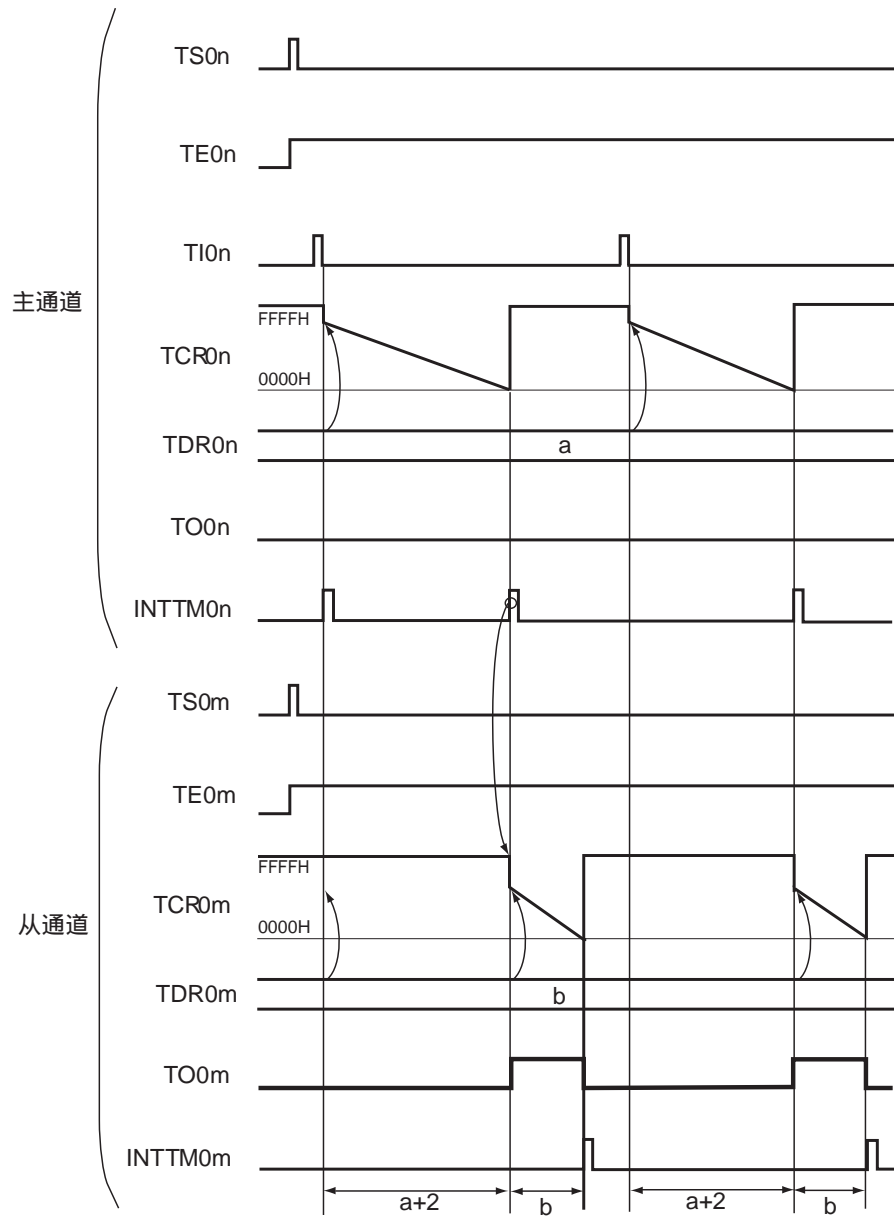 主通道
TS0n
TE0n
TI0n
FFFFH
TCR0n
0000H
TDR0n
a
TO0n
INTTM0n
从通道
TS0m
TE0m
FFFFH
TCR0m
0000H
TDR0m
b
TO0m
INTTM0m
a+2
b
a+2
b